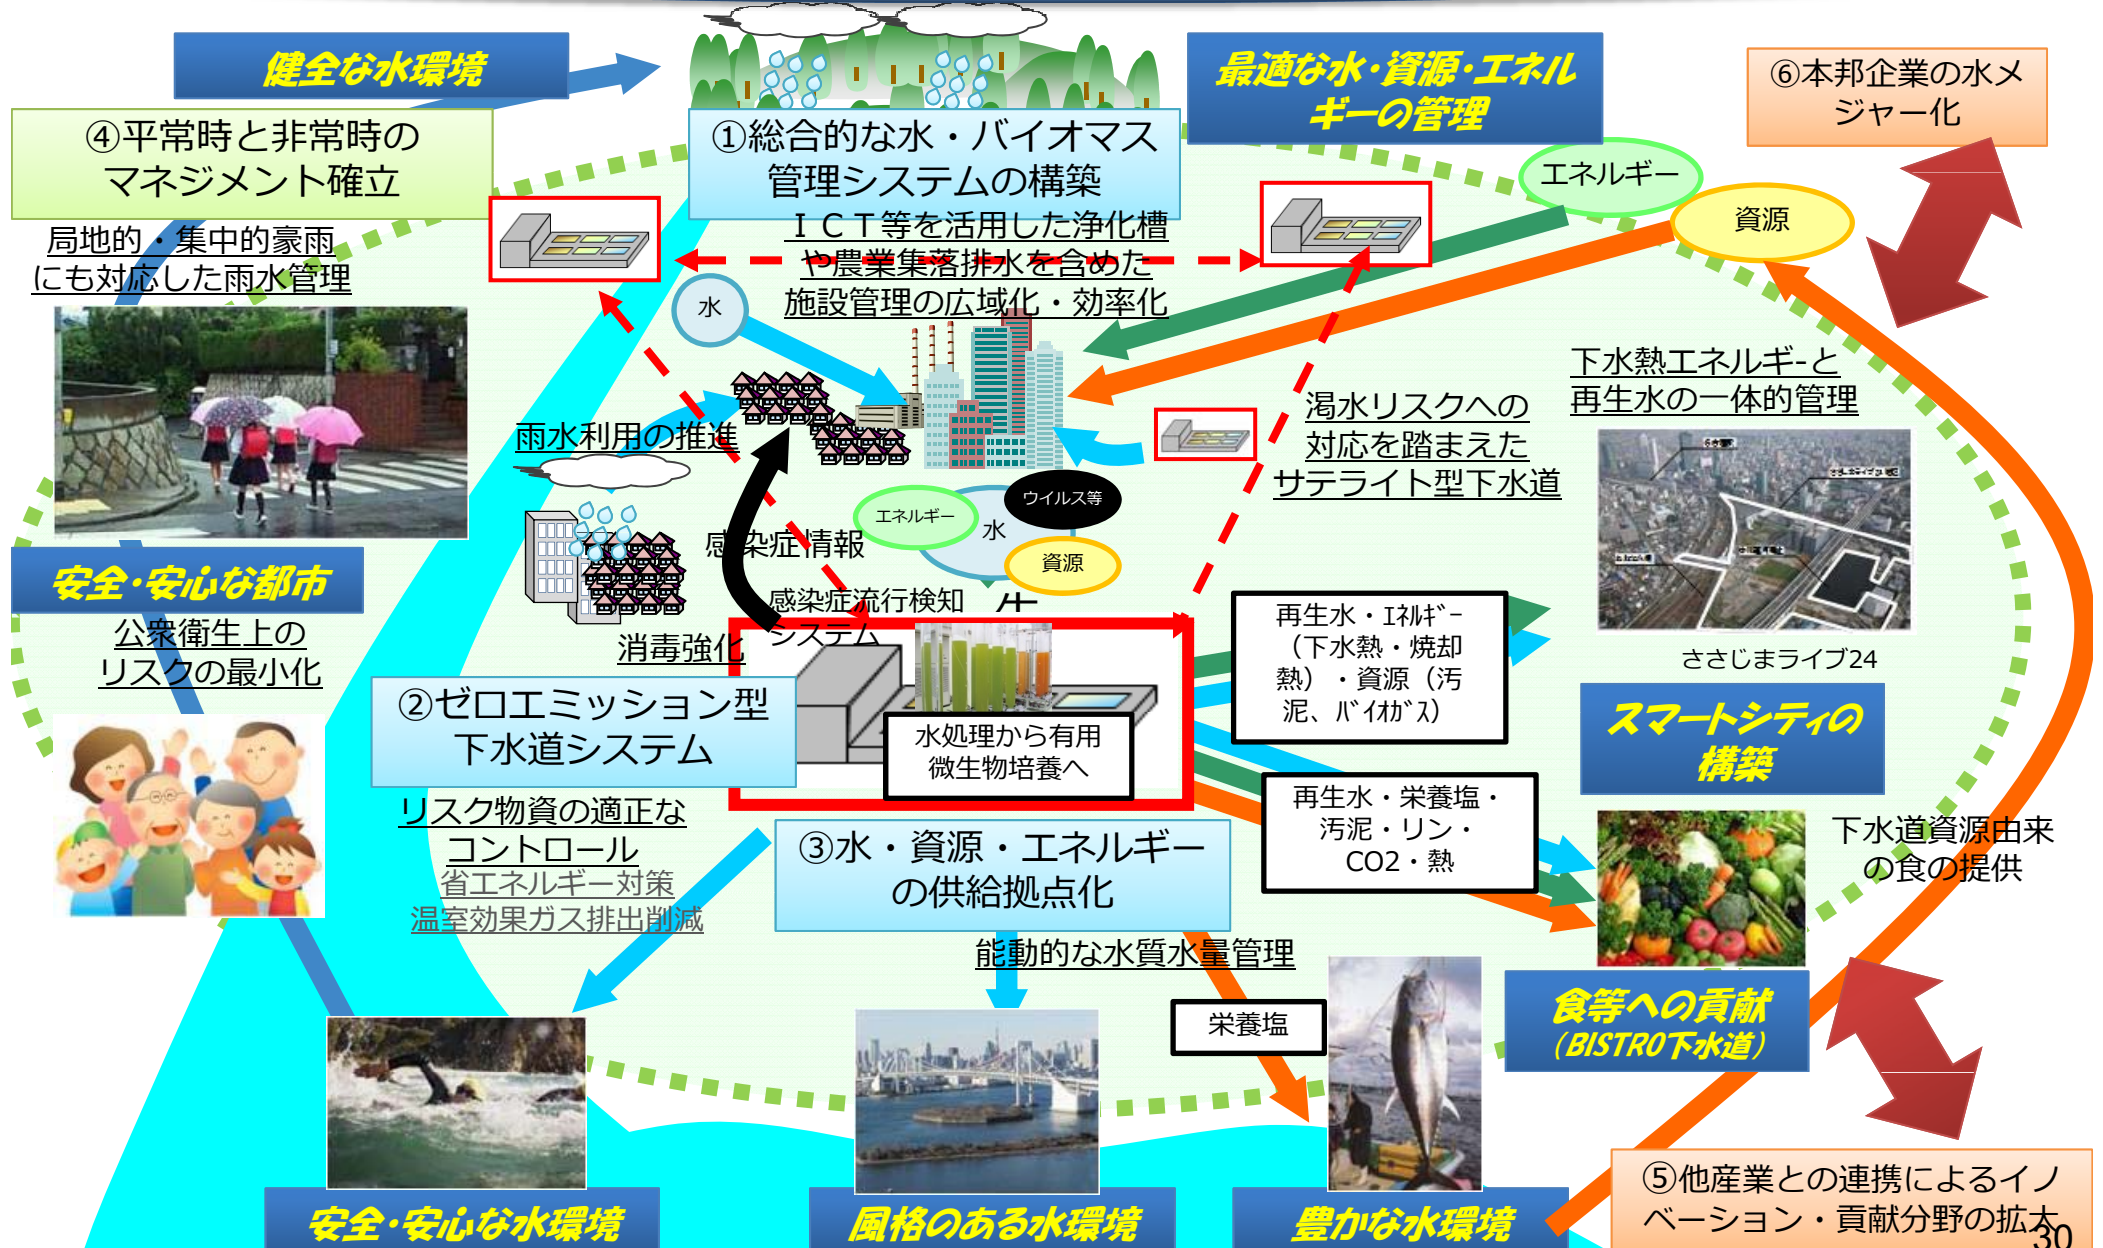 健全な水環境
最適な水・資源・エネル
ギーの管理
⑥本邦企業の水メ
ジャー化
④平常時と非常時の
マネジメント確立
①総合的な水・バイオマス
管理システムの構築
エネルギー
資源
局地的・集中的豪雨
にも対応した雨水管理
ＩＣＴ等を活用した浄化槽
や農業集落排水を含めた
施設管理の広域化・効率化
水
下水熱エネルギｰと
再生水の一体的管理
渇水リスクへの
対応を踏まえた
サテライト型下水道
雨水利用の推進
ウイルス等
エネルギー
水
資源
感染症情報
感染症流行検知
システム
安全・安心な都市
公衆衛生上の
リスクの最小化
消毒強化
再生水・ｴﾈﾙｷﾞｰ
（下水熱・焼却
熱）・資源（汚
泥、ﾊﾞｲｵｶﾞｽ）
ささじまライブ24
②ゼロエミッション型
下水道システム
水処理から有用
微生物培養へ
スマートシティの
構築
リスク物資の適正な
コントロール
省エネルギー対策
温室効果ガス排出削減
③水・資源・エネルギー
の供給拠点化
再生水・栄養塩・
汚泥・リン・
CO2・熱
下水道資源由来
の食の提供
能動的な水質水量管理
栄養塩
食等への貢献
（BISTRO下水道）
安全・安心な水環境
風格のある水環境
豊かな水環境
⑤他産業との連携によるイノ
ベーション・貢献分野の拡大
30